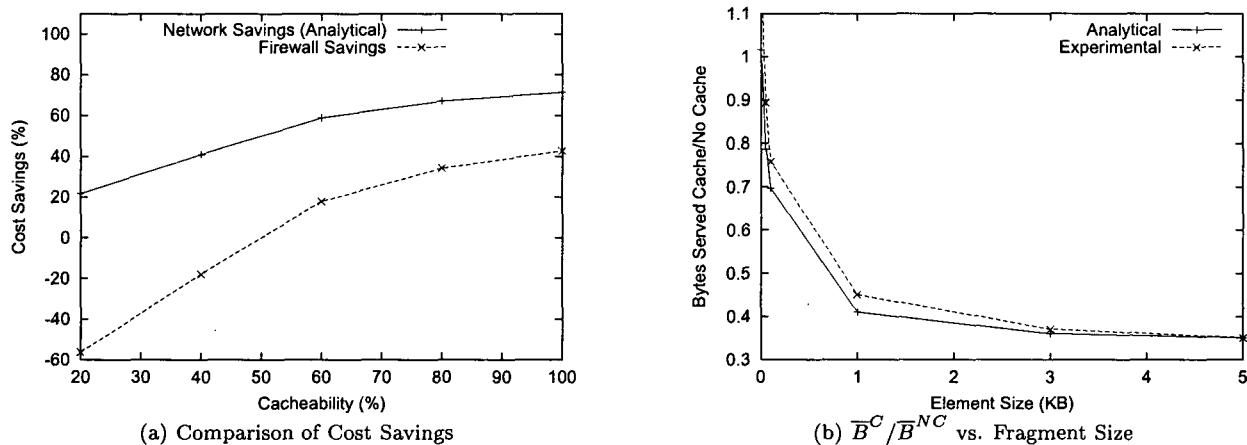 100
80
60
40
20
0
-20
-40
-60
Cost Savings (%)
Network Savings (Analytical)
Firewall Savings
20 30 40 50 60 70 80 90 100
Cacheability (%)
(a) Comparison of Cost Savings
1.1
1
0.9
0.8
0.7
0.6
0.5
0.4
0.3
Bytes Served Cache/No Cache
Analytical
Experimental
0 1 2 3 4 5
Element Size (KB)
(b) B̅^C/B̅^NC vs. Fragment Size